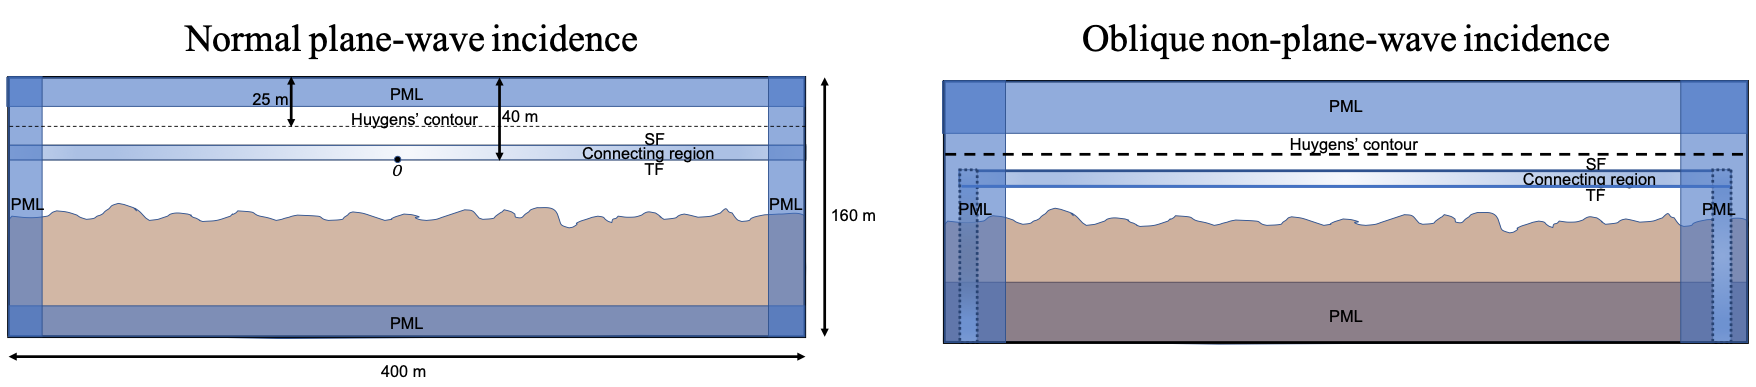 Normal plane-wave incidence
25 m
PML
40 m
Huygens' contour
SF
Connecting region
O
TF
PML
PML
160 m
PML
400 m
Oblique non-plane-wave incidence
PML
Huygens' contour
SF
Connecting region
TF
PML
PML
PML